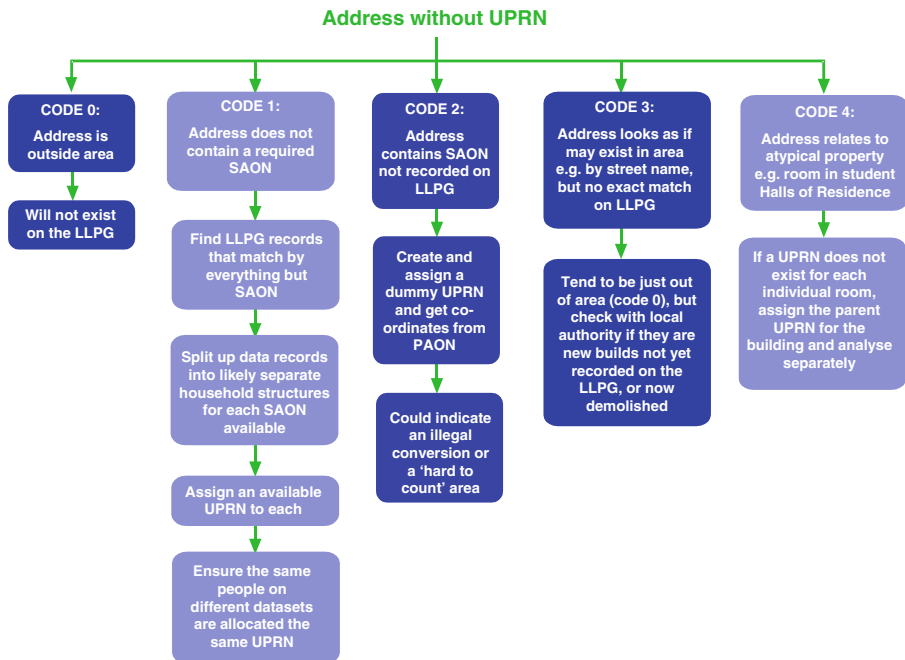 Address without UPRN
CODE 0:
Address is
outside area
Will not exist
on the LLPG
CODE 1:
Address does not
contain a required
SAON
Find LLPG records
that match by
everything but
SAON
Split up data records
into likely separate
household structures
for each SAON
available
Assign an available
UPRN to each
Ensure the same
people on
different datasets
are allocated the
same UPRN
CODE 2:
Address
contains SAON
not recorded on
LLPG
Create and
assign a
dummy UPRN
and get co-
ordinates from
PAON
Could indicate
an illegal
conversion or
a ‘hard to
count’ area
CODE 3:
Address looks as if
may exist in area
e.g. by street name,
but no exact match
on LLPG
Tend to be just out
of area (code 0), but
check with local
authority if they are
new builds not yet
recorded on the
LLPG, or now
demolished
CODE 4:
Address relates to
atypical property
e.g. room in student
Halls of Residence
If a UPRN does not
exist for each
individual room,
assign the parent
UPRN for the
building and analyse
separately